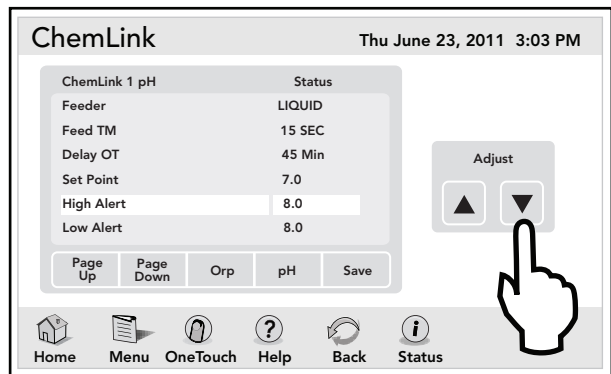 ChemLink Thu June 23, 2011 3:03 PM
ChemLink 1 pH Status
Feeder LIQUID
Feed TM 15 SEC
Delay OT 45 Min
Set Point 7.0
High Alert 8.0
Low Alert 8.0
Adjust
Page Up Page Down Orp pH Save
Home Menu OneTouch Help Back Status